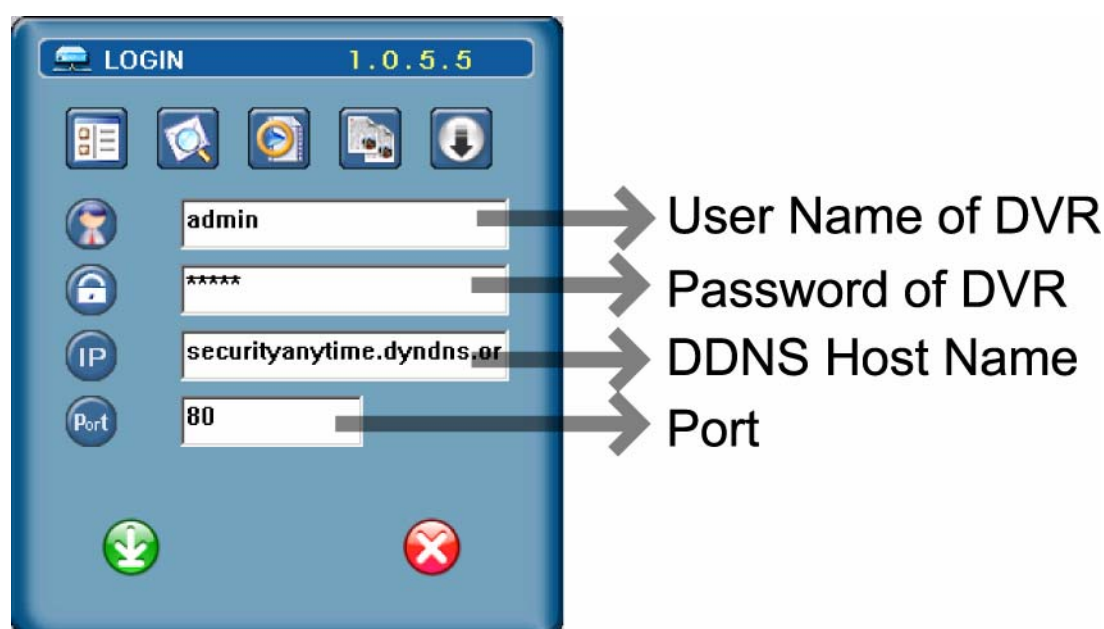 LOGIN 1.0.5.5
admin User Name of DVR
***** Password of DVR
IP securityanytime.dyndns.or DDNS Host Name
Port 80 Port